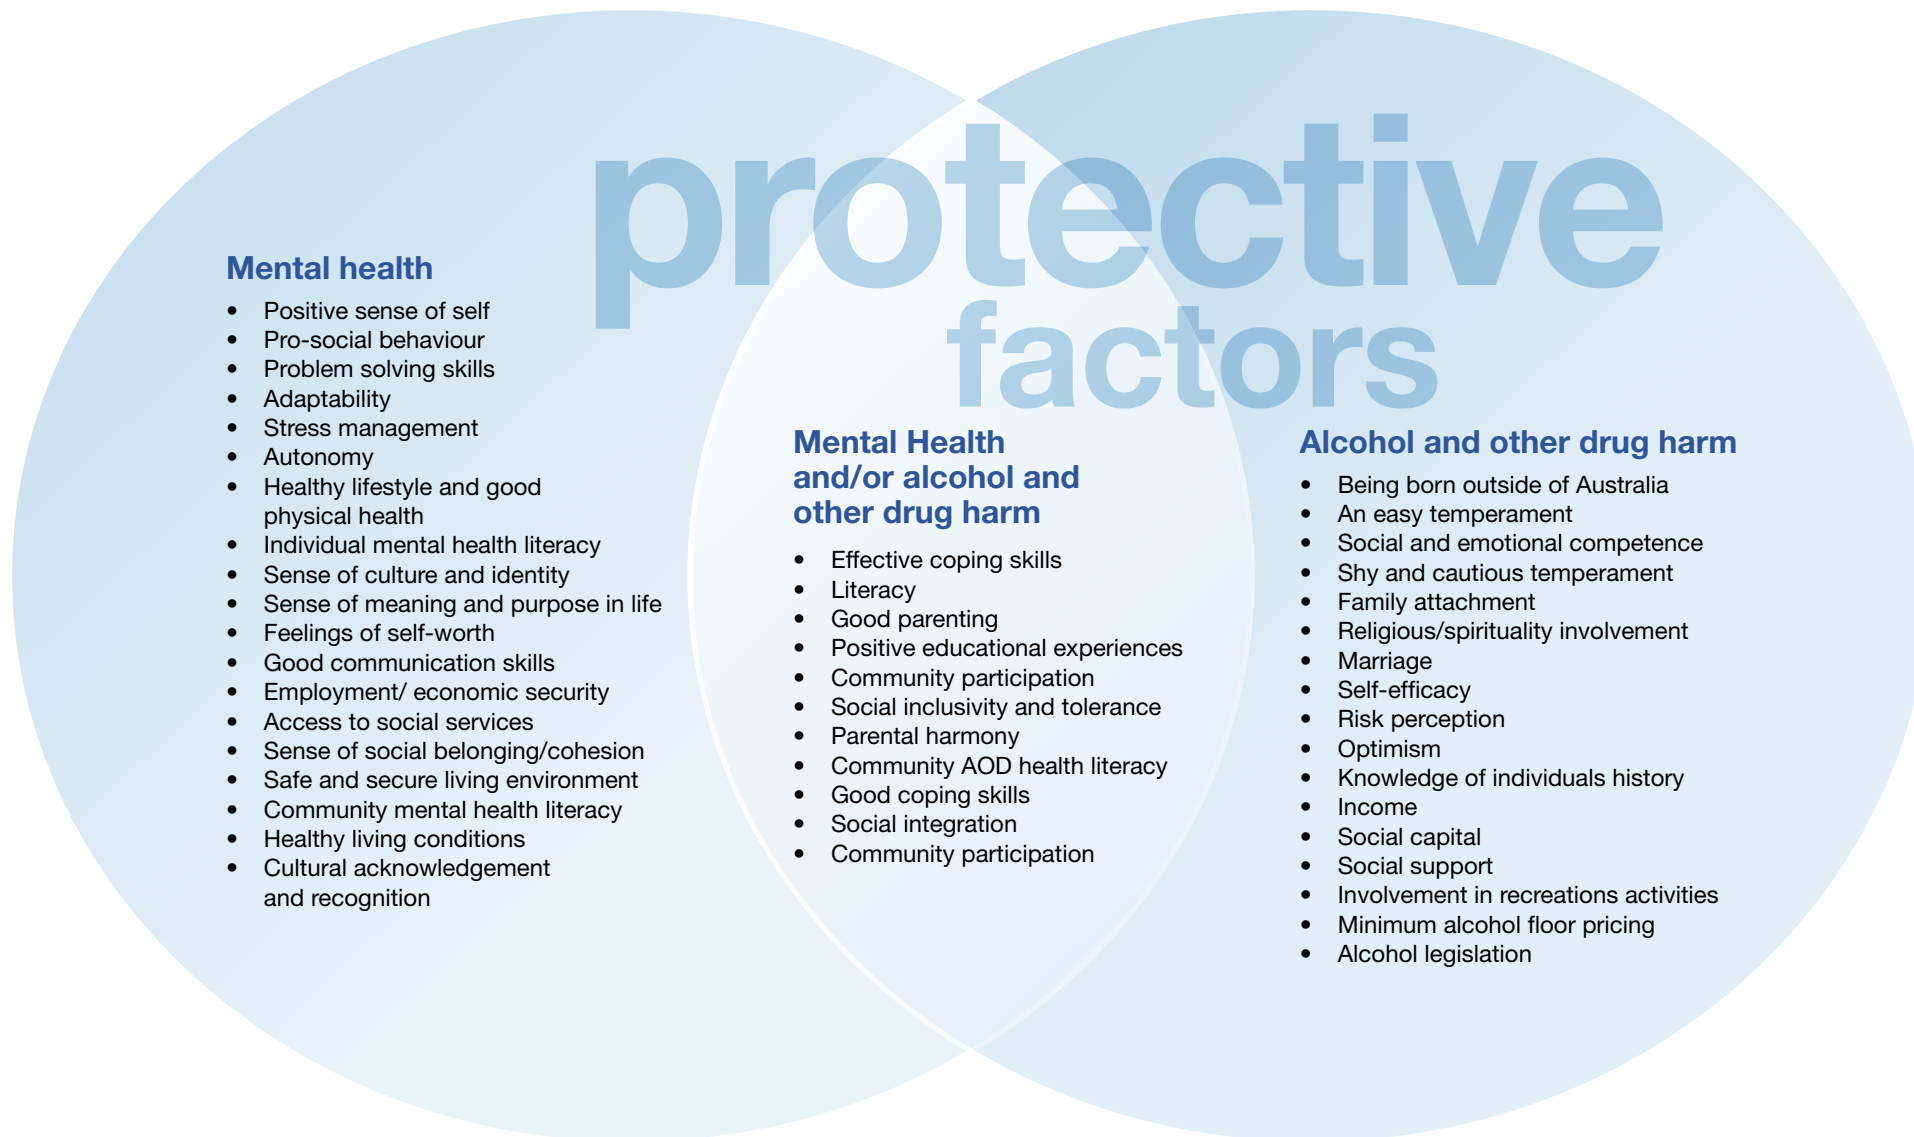 protective
factors
Mental health
• Positive sense of self
• Pro-social behaviour
• Problem solving skills
• Adaptability
• Stress management
• Autonomy
• Healthy lifestyle and good
physical health
• Individual mental health literacy
• Sense of culture and identity
• Sense of meaning and purpose in life
• Feelings of self-worth
• Good communication skills
• Employment/ economic security
• Access to social services
• Sense of social belonging/cohesion
• Safe and secure living environment
• Community mental health literacy
• Healthy living conditions
• Cultural acknowledgement
and recognition
Mental Health
and/or alcohol and
other drug harm
• Effective coping skills
• Literacy
• Good parenting
• Positive educational experiences
• Community participation
• Social inclusivity and tolerance
• Parental harmony
• Community AOD health literacy
• Good coping skills
• Social integration
• Community participation
Alcohol and other drug harm
• Being born outside of Australia
• An easy temperament
• Social and emotional competence
• Shy and cautious temperament
• Family attachment
• Religious/spirituality involvement
• Marriage
• Self-efficacy
• Risk perception
• Optimism
• Knowledge of individuals history
• Income
• Social capital
• Social support
• Involvement in recreations activities
• Minimum alcohol floor pricing
• Alcohol legislation